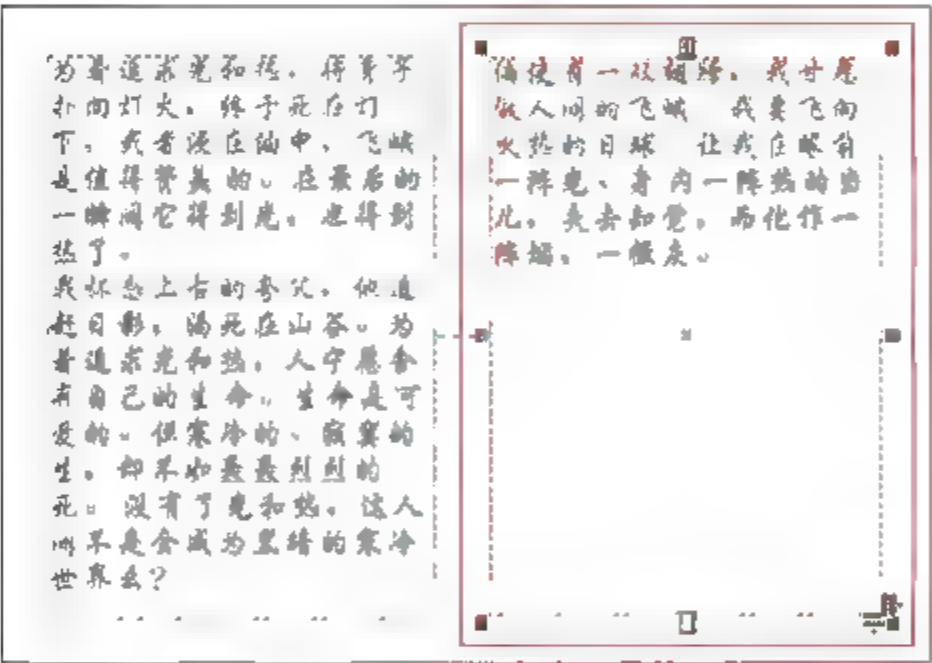 为着追求光和热,将身子
扑向灯火,终于死在灯
下,或者浸在油中,飞蛾
是值得赞美的。在最后的
一瞬间它得到光,也得到
热了。
我怀念上古的夸父,他追
赶日影,渴死在山谷。为
着追求光和热,人宁愿舍
自己的生命。生命是可
爱的。但寒冷的、寂寞的
生,却不如轰轰烈烈的
死。没有了光和热,这人
间不是会成为黑暗的寒冷
世界么?
倘使有一双翅膀,我甘愿
做人间的飞蛾 我要飞向
火热的日球 让我在眼前
一阵光、身内一阵热的当
儿,失去知觉,而化作一
阵烟,一撮灰。